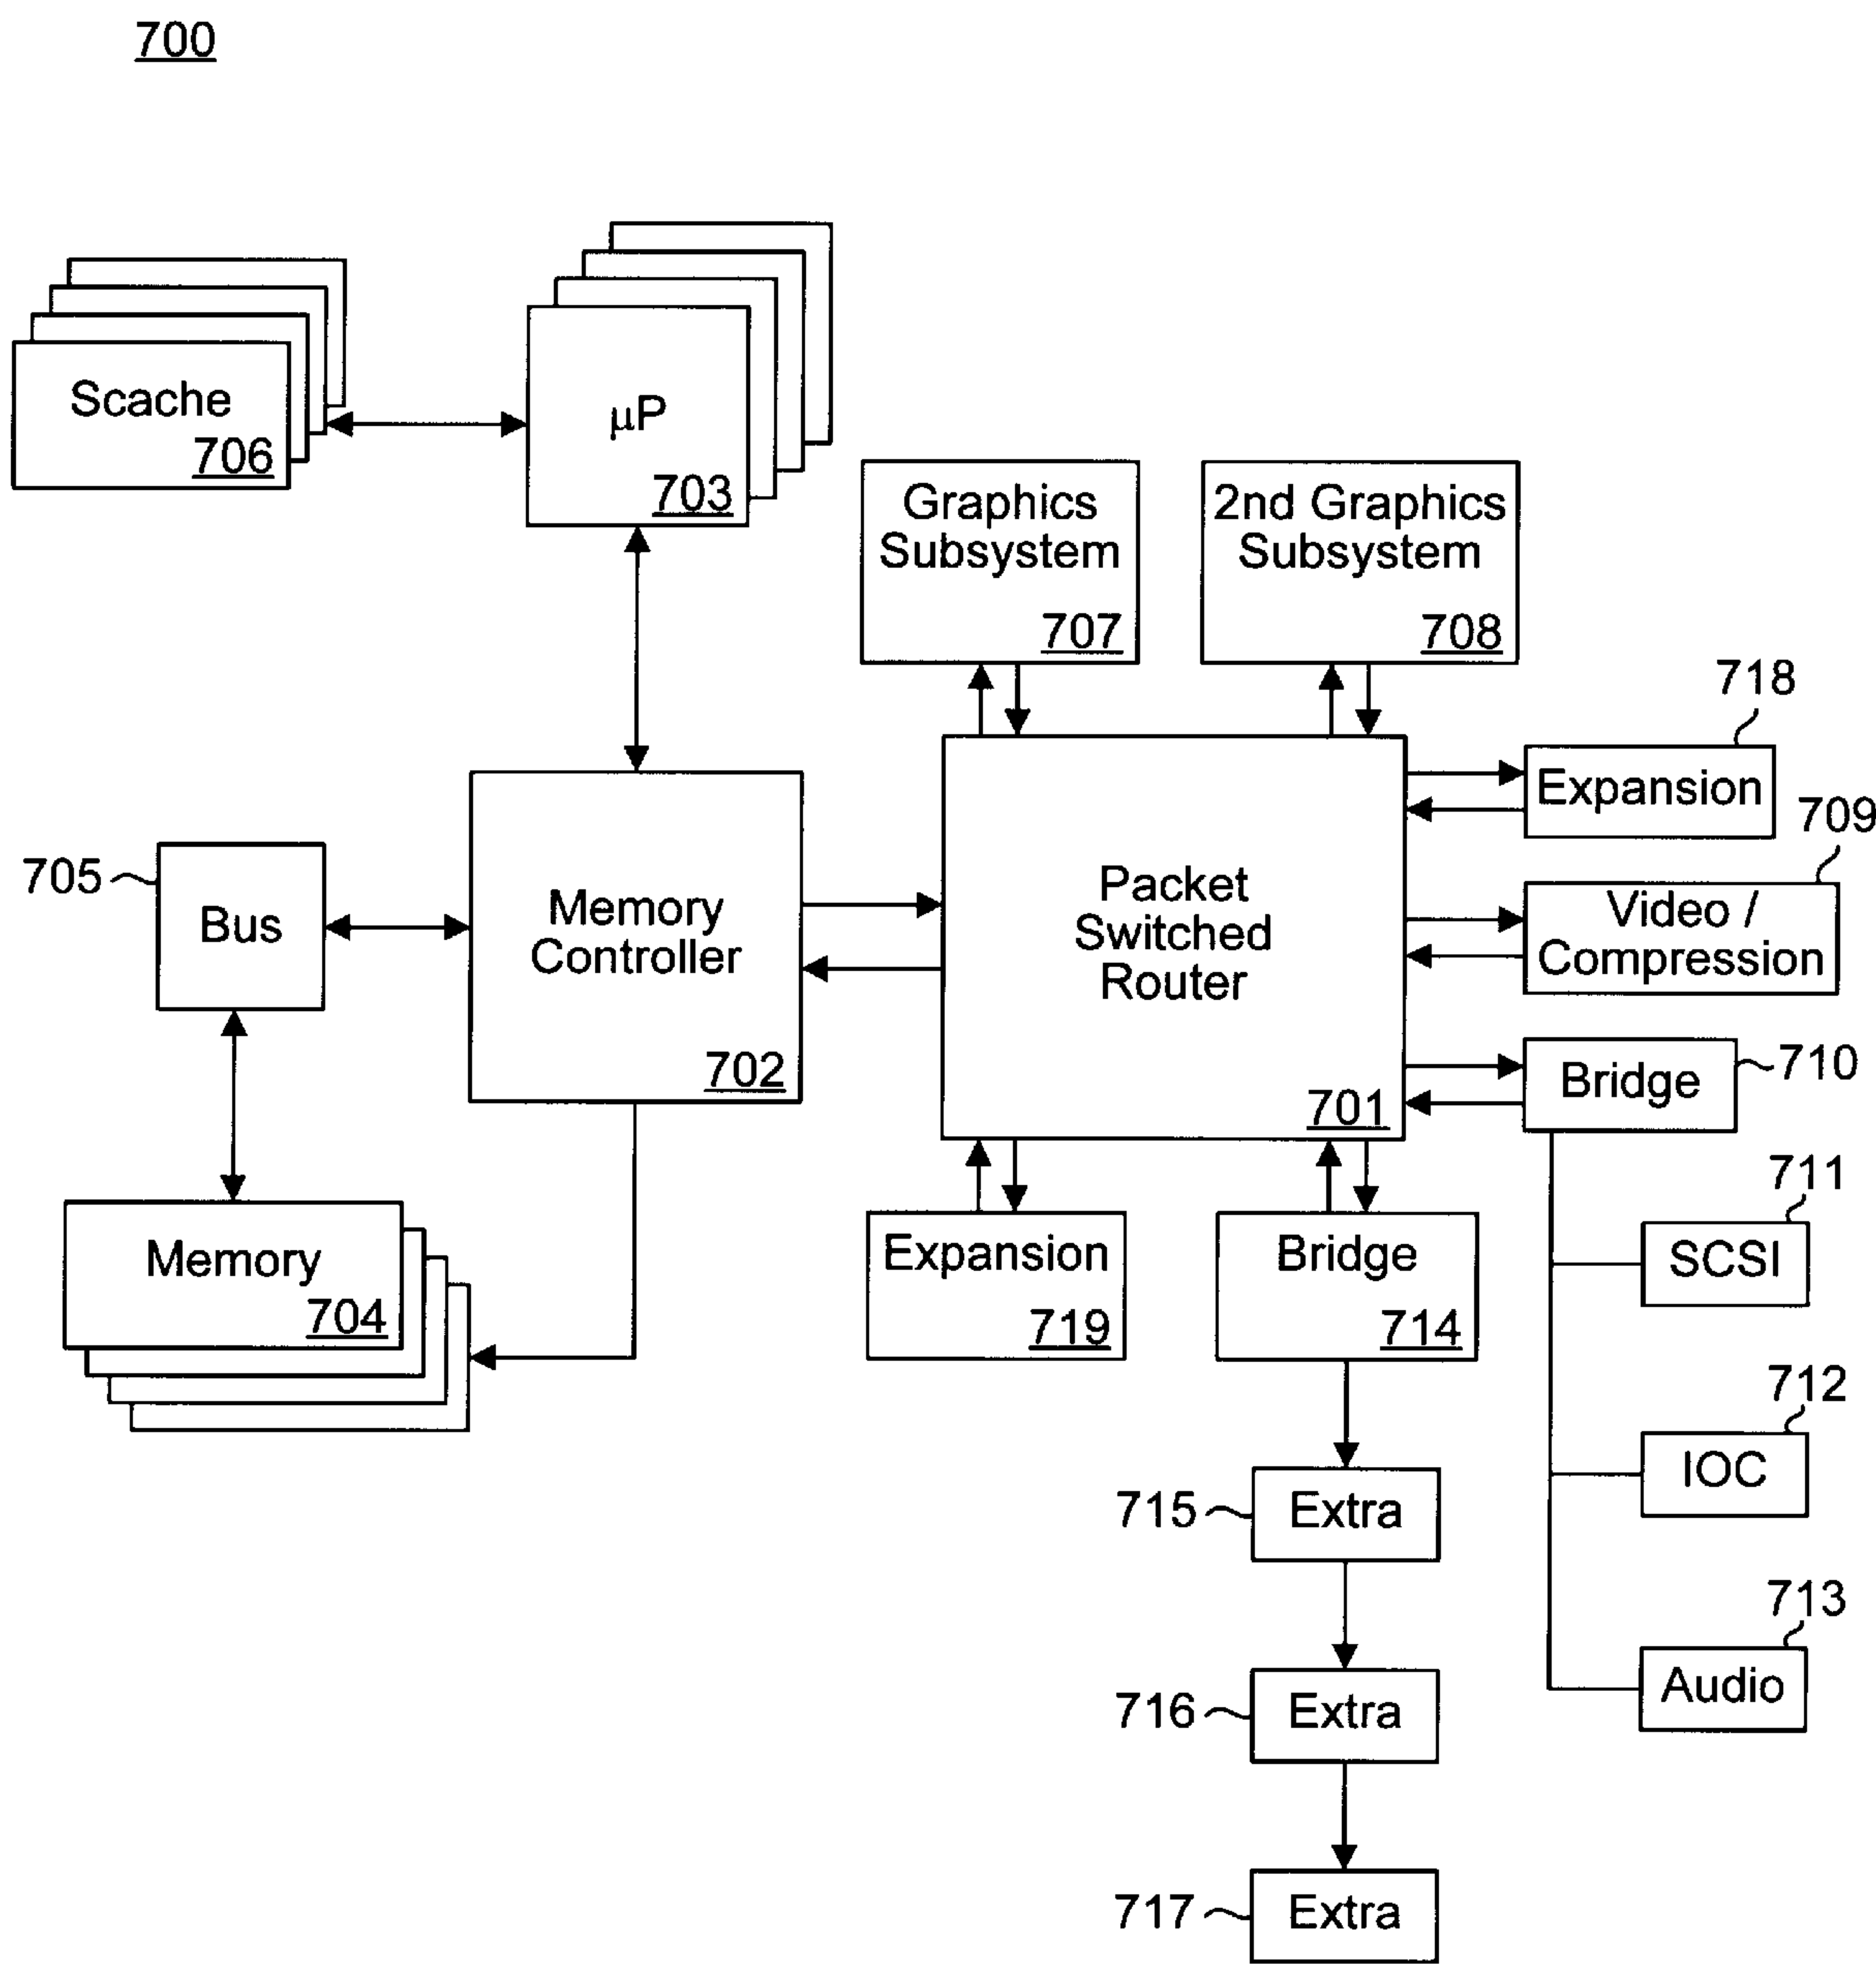 700
Scache
706
µP
703
Graphics
Subsystem
707
2nd Graphics
Subsystem
708
718
Expansion
709
Video /
Compression
705
Bus
Memory
Controller
702
Packet
Switched
Router
701
Bridge
710
Memory
704
Expansion
719
Bridge
714
711
SCSI
712
IOC
715
Extra
713
Audio
716
Extra
717
Extra